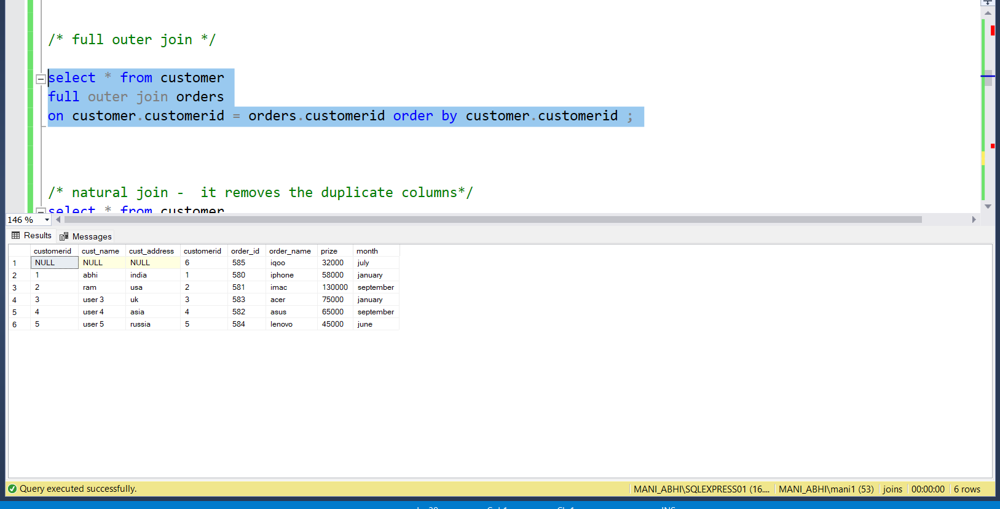 /* full outer join */
select * from customer
full outer join orders
on customer.customerid = orders.customerid order by customer.customerid ;
/* natural join -  it removes the duplicate columns*/
select * from customer
146 %
Results Messages
customerid cust_name cust_address customerid order_id order_name prize month
1 NULL NULL NULL 6 585 iqoo 32000 july
2 1 abhi india 1 580 iphone 58000 january
3 2 ram usa 2 581 imac 130000 september
4 3 user 3 uk 3 583 acer 75000 january
5 4 user 4 asia 4 582 asus 65000 september
6 5 user 5 russia 5 584 lenovo 45000 june
Query executed successfully. MANI_ABHI\SQLEXPRESS01 (16.... MANI_ABHI\mani1 (53) joins 00:00:00 6 rows